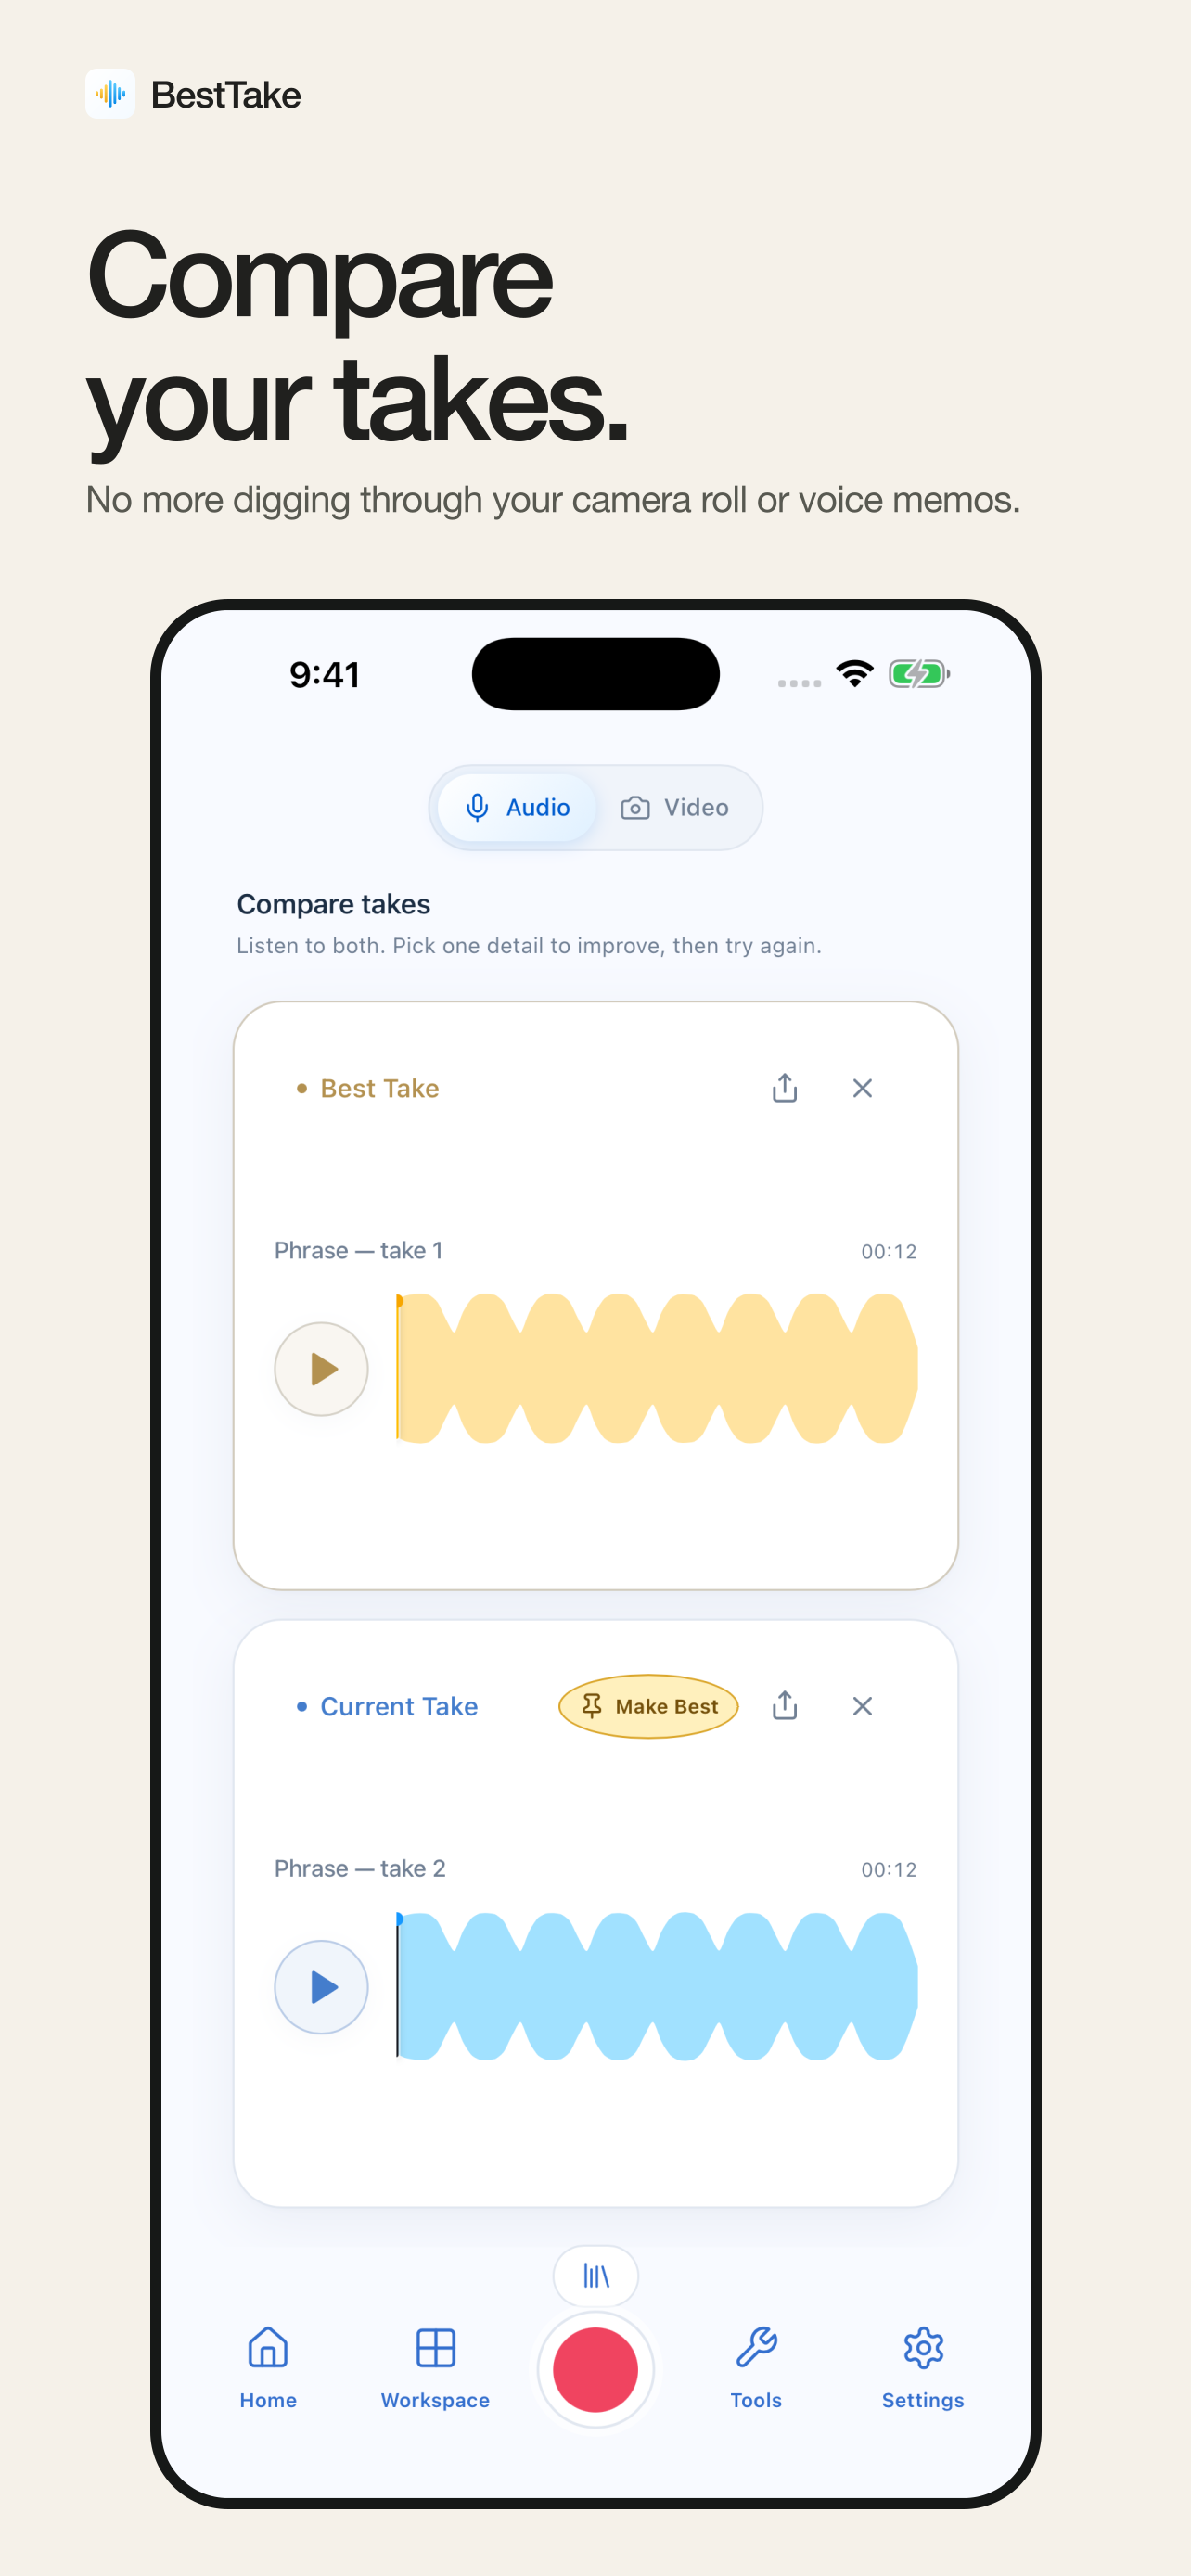 BestTake
Compare
your takes.
No more digging through your camera roll or voice memos.
9:41
Audio
Video
Compare takes
Listen to both. Pick one detail to improve, then try again.
Best Take
Phrase — take 1
00:12
Current Take
Make Best
Phrase — take 2
00:12
Home
Workspace
Tools
Settings